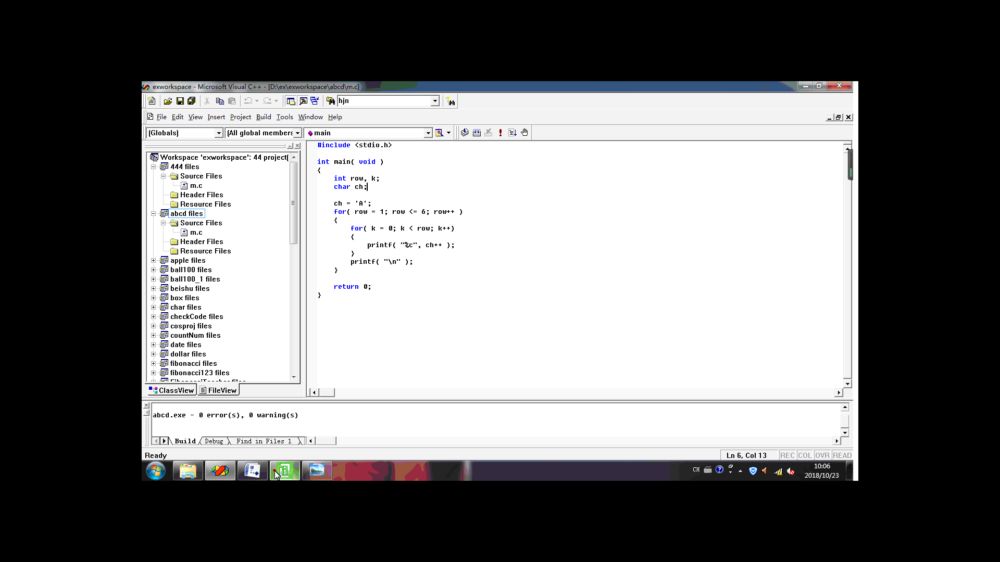 exworkspace - Microsoft Visual C++ - [D:\ex\exworkspace\abcd\m.c]
hjn
File Edit View Insert Project Build Tools Window Help
(Globals) (All global members main
Workspace 'exworkspace': 44 project(
444 files
Source Files
m.c
Header Files
Resource Files
abcd files
Source Files
m.c
Header Files
Resource Files
apple files
ball100 files
ball100_1 files
beishu files
box files
char files
checkCode files
cosproj files
countNum files
date files
dollar files
fibonacci files
fibonacci123 files
ClassView FileView
#include <stdio.h>
int main( void )
{
int row, k;
char ch;
ch = 'A';
for( row = 1; row <= 6; row++ )
{
for( k = 0; k < row; k++)
{
printf( "%c", ch++ );
}
printf( "\n" );
}
return 0;
}
abcd.exe - 0 error(s), 0 warning(s)
Build Debug Find in Files 1
Ready Ln 6, Col 13 REC COL OVR READ
CH 10:06
2018/10/23